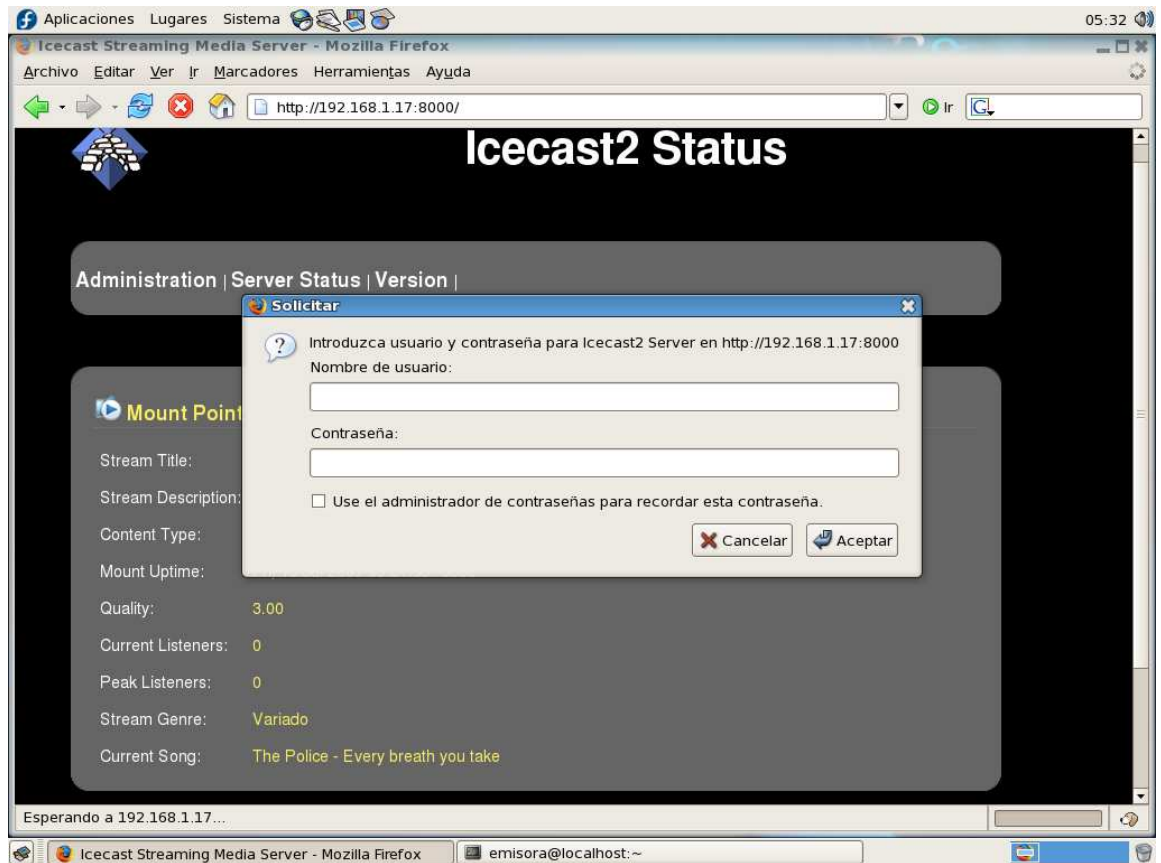 Aplicaciones Lugares Sistema 05:32
Icecast Streaming Media Server - Mozilla Firefox
Archivo Editar Ver Ir Marcadores Herramientas Ayuda
http://192.168.1.17:8000/ Ir G
Icecast2 Status
Administration | Server Status | Version |
Solicitar
Introduzca usuario y contraseña para Icecast2 Server en http://192.168.1.17:8000
Nombre de usuario:
Contraseña:
Use el administrador de contraseñas para recordar esta contraseña.
Cancelar Aceptar
Mount Point
Stream Title:
Stream Description:
Content Type:
Mount Uptime:
Quality: 3.00
Current Listeners: 0
Peak Listeners: 0
Stream Genre: Variado
Current Song: The Police - Every breath you take
Esperando a 192.168.1.17...
Icecast Streaming Media Server - Mozilla Firefox emisora@localhost:~